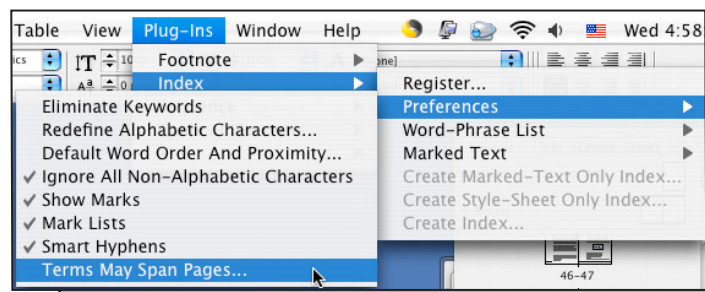 Table View Plug-Ins Window Help Wed 4:58
ics
Footnote
Index
Register...
Eliminate Keywords
Preferences
Redefine Alphabetic Characters...
Word-Phrase List
Default Word Order And Proximity...
Marked Text
✓ Ignore All Non-Alphabetic Characters
Create Marked-Text Only Index...
✓ Show Marks
Create Style-Sheet Only Index...
✓ Mark Lists
Create Index...
✓ Smart Hyphens
Terms May Span Pages...
46-47